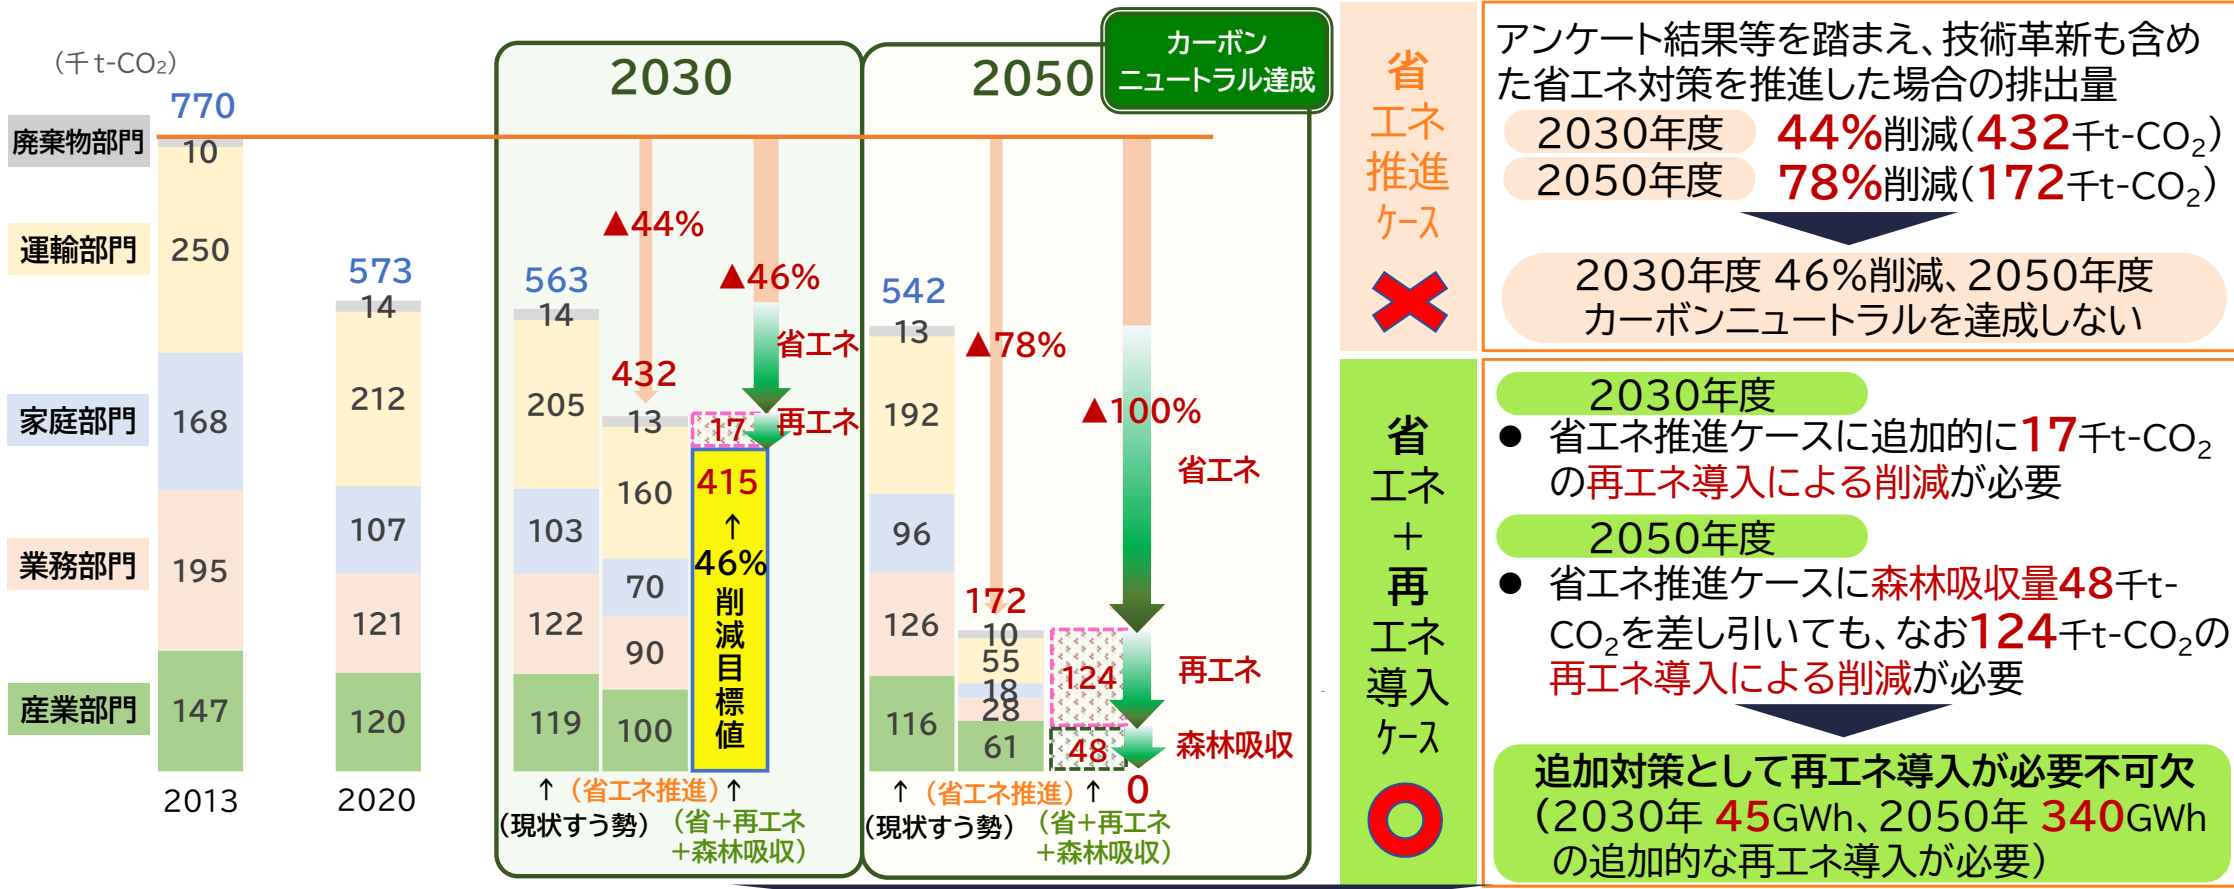 (千t-CO₂)
770
廃棄物部門
10
運輸部門
250
家庭部門
168
業務部門
195
産業部門
147
2013
573
14
212
107
121
120
2020
2030
563
14
205
103
122
119
▲44%
432
13
160
70
90
100
▲46%
省エネ
再エネ
17
415
↑
46%
削
減
目
標
値
↑(省エネ推進)↑
(現状すう勢)
(省+再エネ
+森林吸収)
2050
カーボン
ニュートラル達成
542
13
192
96
126
116
▲78%
172
10
55
18
28
61
▲100%
省エネ
再エネ
124
森林吸収
48
0
↑(省エネ推進)↑
(現状すう勢)
(省+再エネ
+森林吸収)
省
エネ
推進
ケース
アンケート結果等を踏まえ、技術革新も含め
た省エネ対策を推進した場合の排出量
2030年度 44%削減(432千t-CO₂)
2050年度 78%削減(172千t-CO₂)
2030年度 46%削減、2050年度
カーボンニュートラルを達成しない
省
エネ
+
再
エネ
導入
ケース
2030年度
● 省エネ推進ケースに追加的に17千t-CO₂
の再エネ導入による削減が必要
2050年度
● 省エネ推進ケースに森林吸収量48千t-
CO₂を差し引いても、なお124千t-CO₂の
再エネ導入による削減が必要
追加対策として再エネ導入が必要不可欠
(2030年 45GWh、2050年 340GWh
の追加的な再エネ導入が必要)